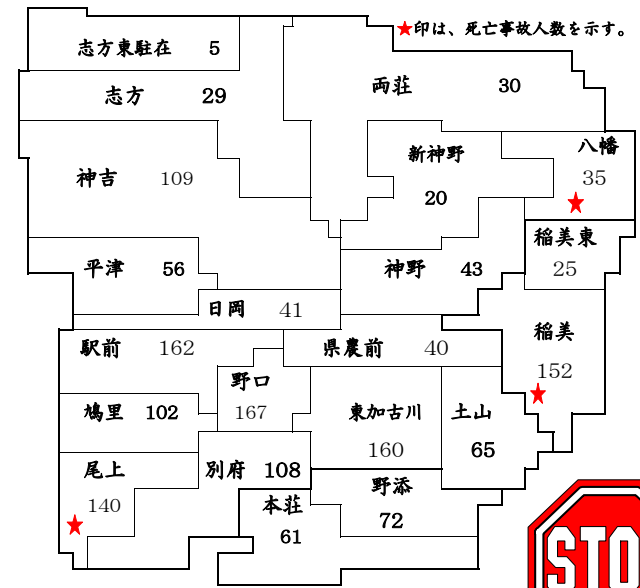 ★印は、死亡事故人数を示す。
志方東駐在 5
志方 29
両荘 30
新神野
20
八幡
35
★
神吉 109
稲美東
25
平津 56
神野 43
日岡 41
稲美
152
★
駅前 162
県農前 40
野口
167
鳩里 102
東加古川
160
土山
65
尾上
140
★
別府 108
野添
72
本荘
61
STO